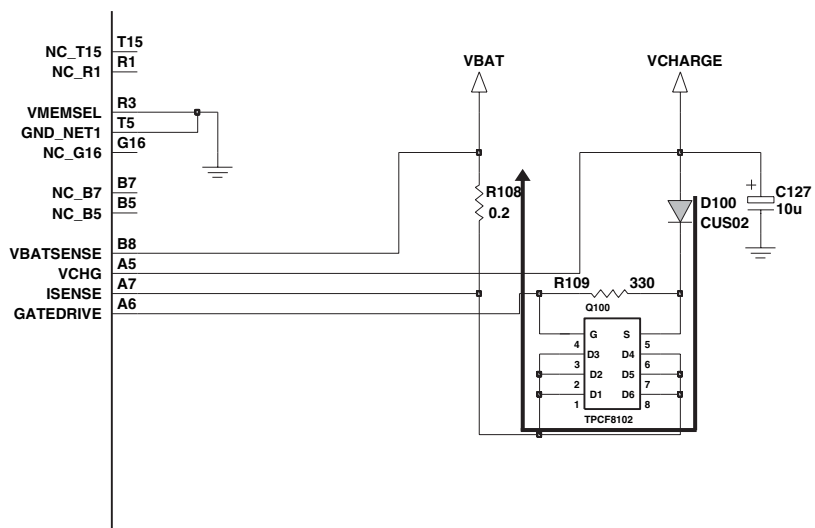 NC_T15 T15
NC_R1 R1
VMEMSEL R3
GND_NET1 T5
NC_G16 G16
NC_B7 B7
NC_B5 B5
VBATSENSE B8
VCHG A5
ISENSE A7
GATEDRIVE A6
VBAT
VCHARGE
R108
0.2
D100
CUS02
+
C127
10u
R109 330
Q100
G S
4 5
D3 D4
3 6
D2 D5
2 7
D1 D6
1 8
TPCF8102